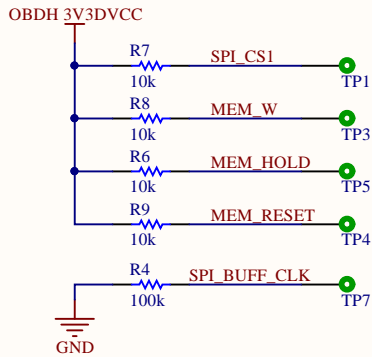 OBDH 3V3DVCC
R7 SPI_CS1
10k TP1
R8 MEM_W
10k TP3
R6 MEM_HOLD
10k TP5
R9 MEM_RESET
10k TP4
R4 SPI_BUFF_CLK
100k TP7
GND